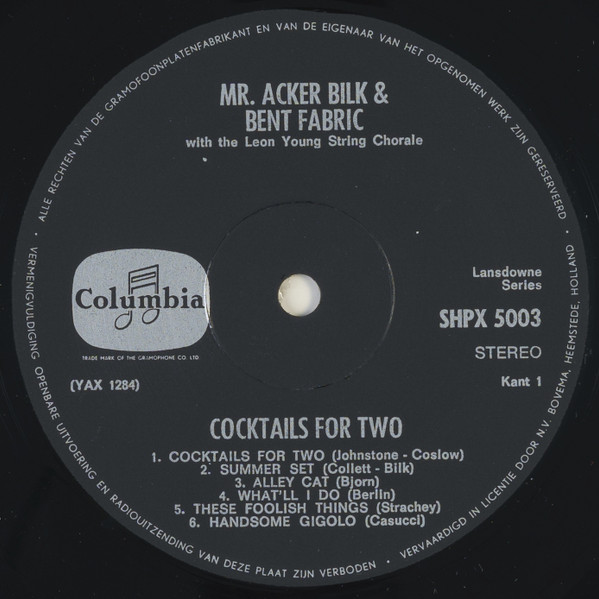 ALLE RECHTEN VAN DE GRAMOFOONPLATENFABRIKANT EN VAN DE EIGENAAR VAN HET OPGENOMEN WERK ZIJN GERESERVEERD •
MR. ACKER BILK &
BENT FABRIC
with the Leon Young String Chorale
Columbia
TRADE MARK OF THE GRAMOPHONE CO. LTD.
(YAX 1284)
Lansdowne
Series
SHPX 5003
STEREO
Kant 1
COCKTAILS FOR TWO
1. COCKTAILS FOR TWO (Johnstone - Coslow)
2. SUMMER SET (Collett - Bilk)
3. ALLEY CAT (Bjorn)
4. WHAT'LL I DO (Berlin)
5. THESE FOOLISH THINGS (Strachey)
6. HANDSOME GIGOLO (Casucci)
• VERMENIGVULDIGING OPENBARE UITVOERING EN RADIOUITZENDING VAN DEZE PLAAT ZIJN VERBODEN •
VERVAARDIGD IN LICENTIE DOOR N.V. BOVEMA, HEEMSTEDE, HOLLAND